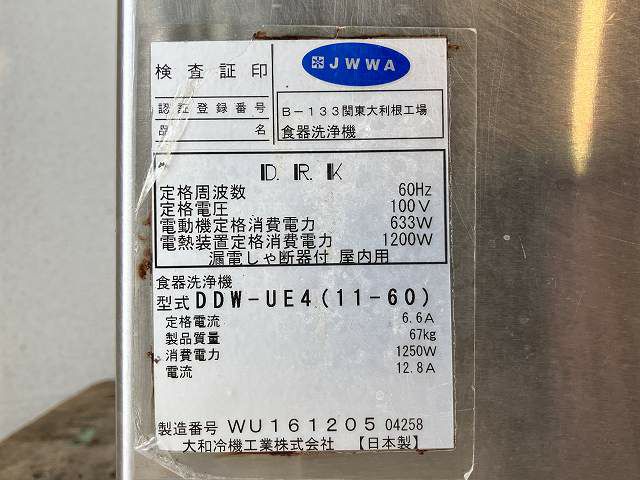 検査証印
JWWA
認証登録番号 B-133関東大利根工場
品名 食器洗浄機
D.R.K
定格周波数 60Hz
定格電圧 100V
電動機定格消費電力 633W
電熱装置定格消費電力 1200W
漏電しゃ断器付 屋内用
食器洗浄機
型式 DDW-UE4(11-60)
定格電流 6.6A
製品質量 67kg
消費電力 1250W
電流 12.8A
製造番号 WU161205 04258
大和冷機工業株式会社 【日本製】